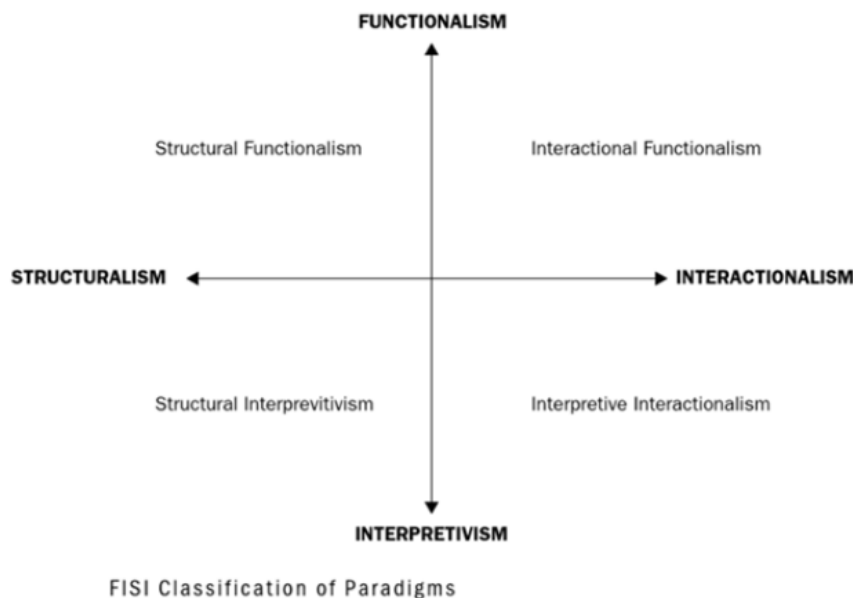 FUNCTIONALISM
Structural Functionalism
Interactional Functionalism
STRUCTURALISM
INTERACTIONALISM
Structural Interprevitivism
Interpretive Interactionalism
INTERPRETIVISM
FISI Classification of Paradigms